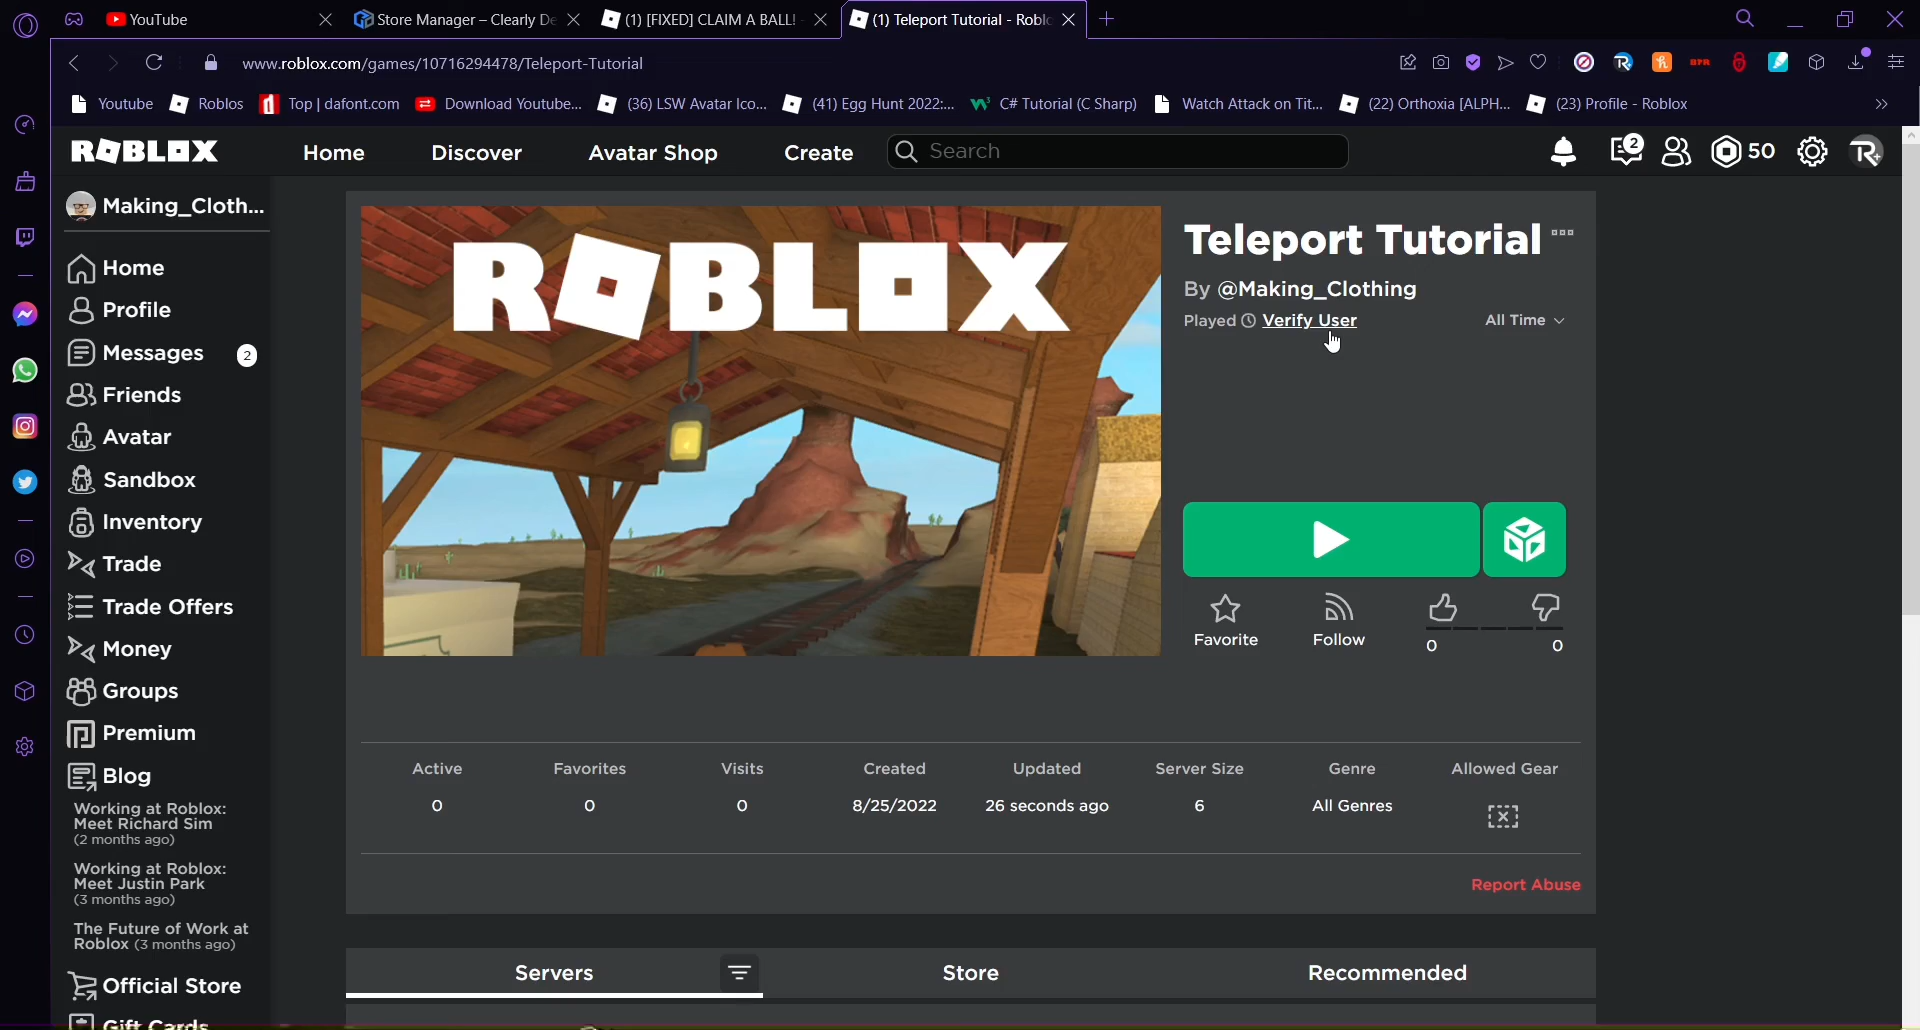 YouTube
Store Manager – Clearly De
(1) [FIXED] CLAIM A BALL! -
(1) Teleport Tutorial - Roblo
www.roblox.com/games/10716294478/Teleport-Tutorial
Youtube
Roblos
Top | dafont.com
Download Youtube...
(36) LSW Avatar Ico...
(41) Egg Hunt 2022:...
C# Tutorial (C Sharp)
Watch Attack on Tit...
(22) Orthoxia [ALPH...
(23) Profile - Roblox
ROBLOX
Home
Discover
Avatar Shop
Create
Search
2
50
Making_Cloth...
Home
Profile
Messages 2
Friends
Avatar
Sandbox
Inventory
Trade
Trade Offers
Money
Groups
Premium
Blog
Working at Roblox:
Meet Richard Sim
(2 months ago)
Working at Roblox:
Meet Justin Park
(3 months ago)
The Future of Work at
Roblox (3 months ago)
Official Store
Gift Cards
ROBLOX
Teleport Tutorial
By @Making_Clothing
Played Verify User
All Time
Favorite
Follow
0
0
Active
Favorites
Visits
Created
Updated
Server Size
Genre
Allowed Gear
0
0
0
8/25/2022
26 seconds ago
6
All Genres
Report Abuse
Servers
Store
Recommended